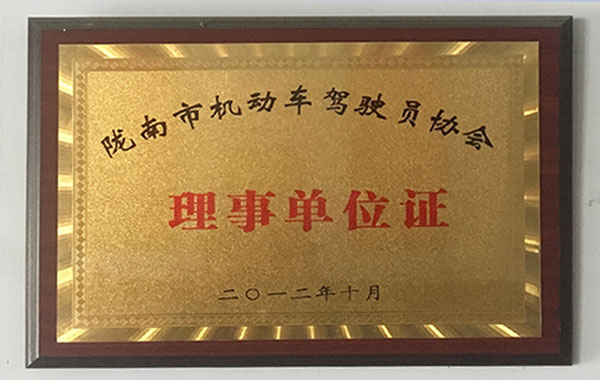 陇南市机动车驾驶员协会
理事单位证
二〇一二年十月